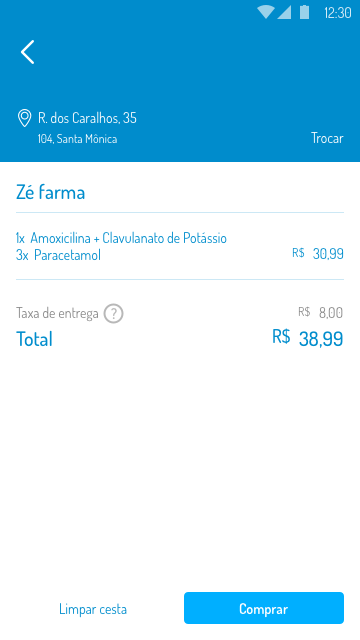 12:30
R. dos Caralhos, 35
104, Santa Mônica
Trocar
Zé farma
1x Amoxicilina + Clavulanato de Potássio
3x Paracetamol
R$ 30,99
Taxa de entrega ? R$ 8,00
Total R$ 38,99
Limpar cesta Comprar